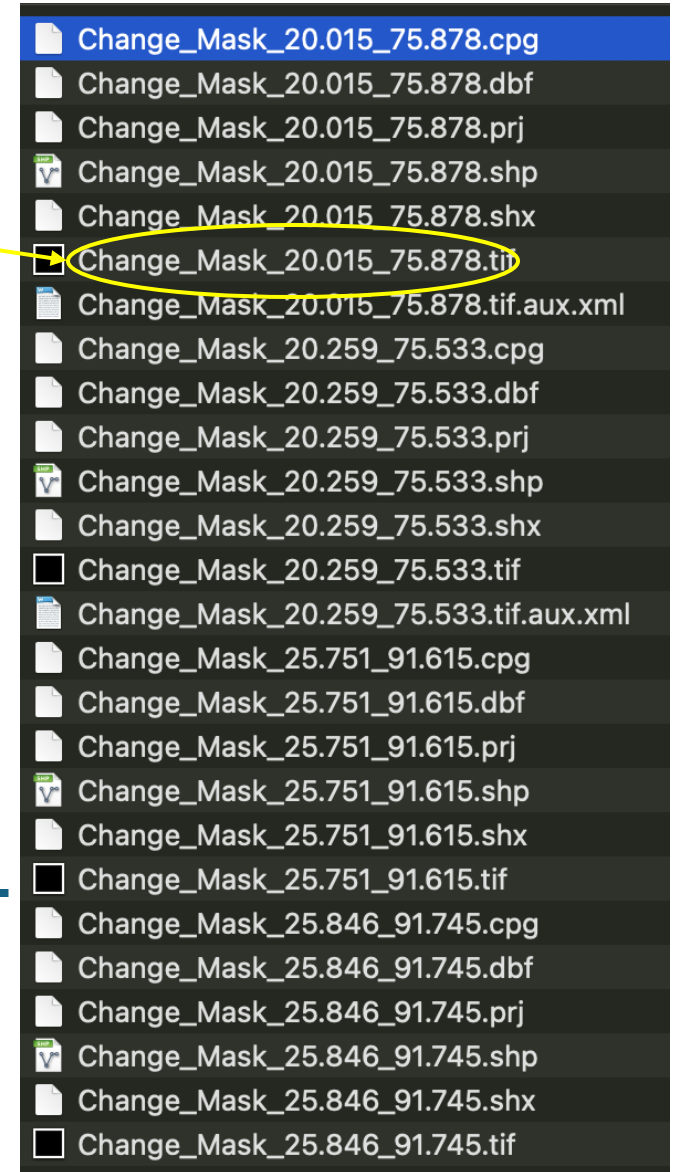 Change_Mask_20.015_75.878.cpg
Change_Mask_20.015_75.878.dbf
Change_Mask_20.015_75.878.prj
Change_Mask_20.015_75.878.shp
Change_Mask_20.015_75.878.shx
Change_Mask_20.015_75.878.tif
Change_Mask_20.015_75.878.tif.aux.xml
Change_Mask_20.259_75.533.cpg
Change_Mask_20.259_75.533.dbf
Change_Mask_20.259_75.533.prj
Change_Mask_20.259_75.533.shp
Change_Mask_20.259_75.533.shx
Change_Mask_20.259_75.533.tif
Change_Mask_20.259_75.533.tif.aux.xml
Change_Mask_25.751_91.615.cpg
Change_Mask_25.751_91.615.dbf
Change_Mask_25.751_91.615.prj
Change_Mask_25.751_91.615.shp
Change_Mask_25.751_91.615.shx
Change_Mask_25.751_91.615.tif
Change_Mask_25.846_91.745.cpg
Change_Mask_25.846_91.745.dbf
Change_Mask_25.846_91.745.prj
Change_Mask_25.846_91.745.shp
Change_Mask_25.846_91.745.shx
Change_Mask_25.846_91.745.tif